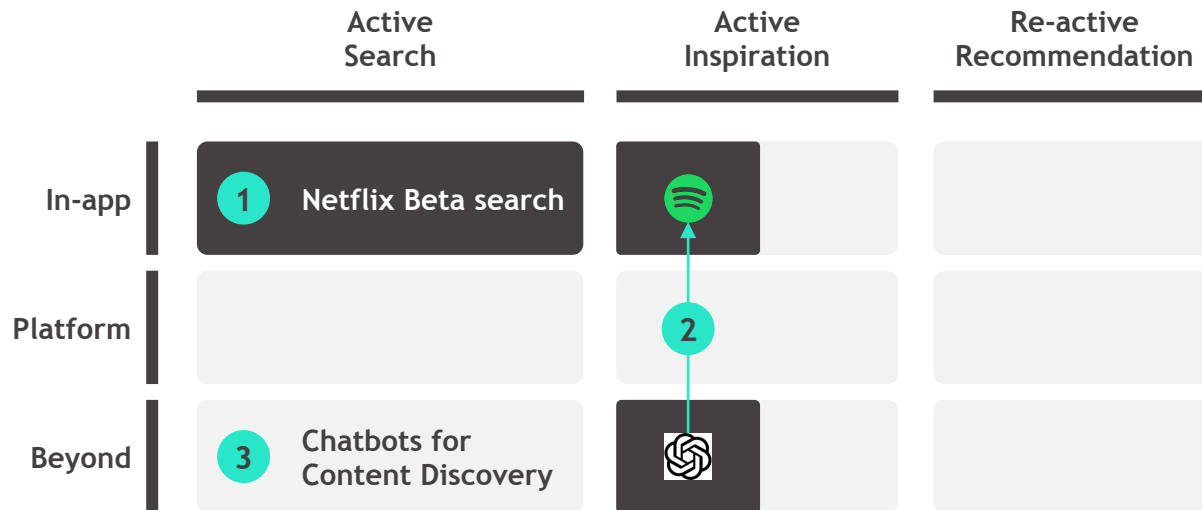 Active
Search
Active
Inspiration
Re-active
Recommendation
In-app
1
Netflix Beta search
Platform
2
Beyond
3
Chatbots for
Content Discovery